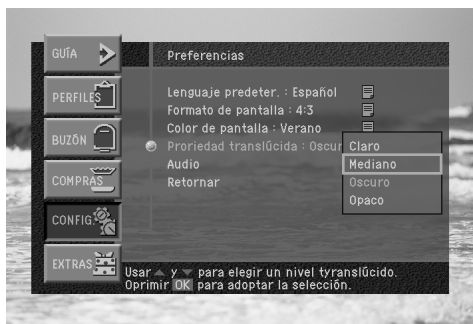 GUÍA
PERFILES
BUZÓN
COMPRAS
CONFIG.
EXTRAS
Preferencias
Lenguaje predeter. : Español
Formato de pantalla : 4:3
Color de pantalla : Verano
Proriedad translúcida : Oscur
Audio
Retornar
Claro
Mediano
Oscuro
Opaco
Usar y para elegir un nivel tyranslúcido.
Oprimir OK para adoptar la selección.